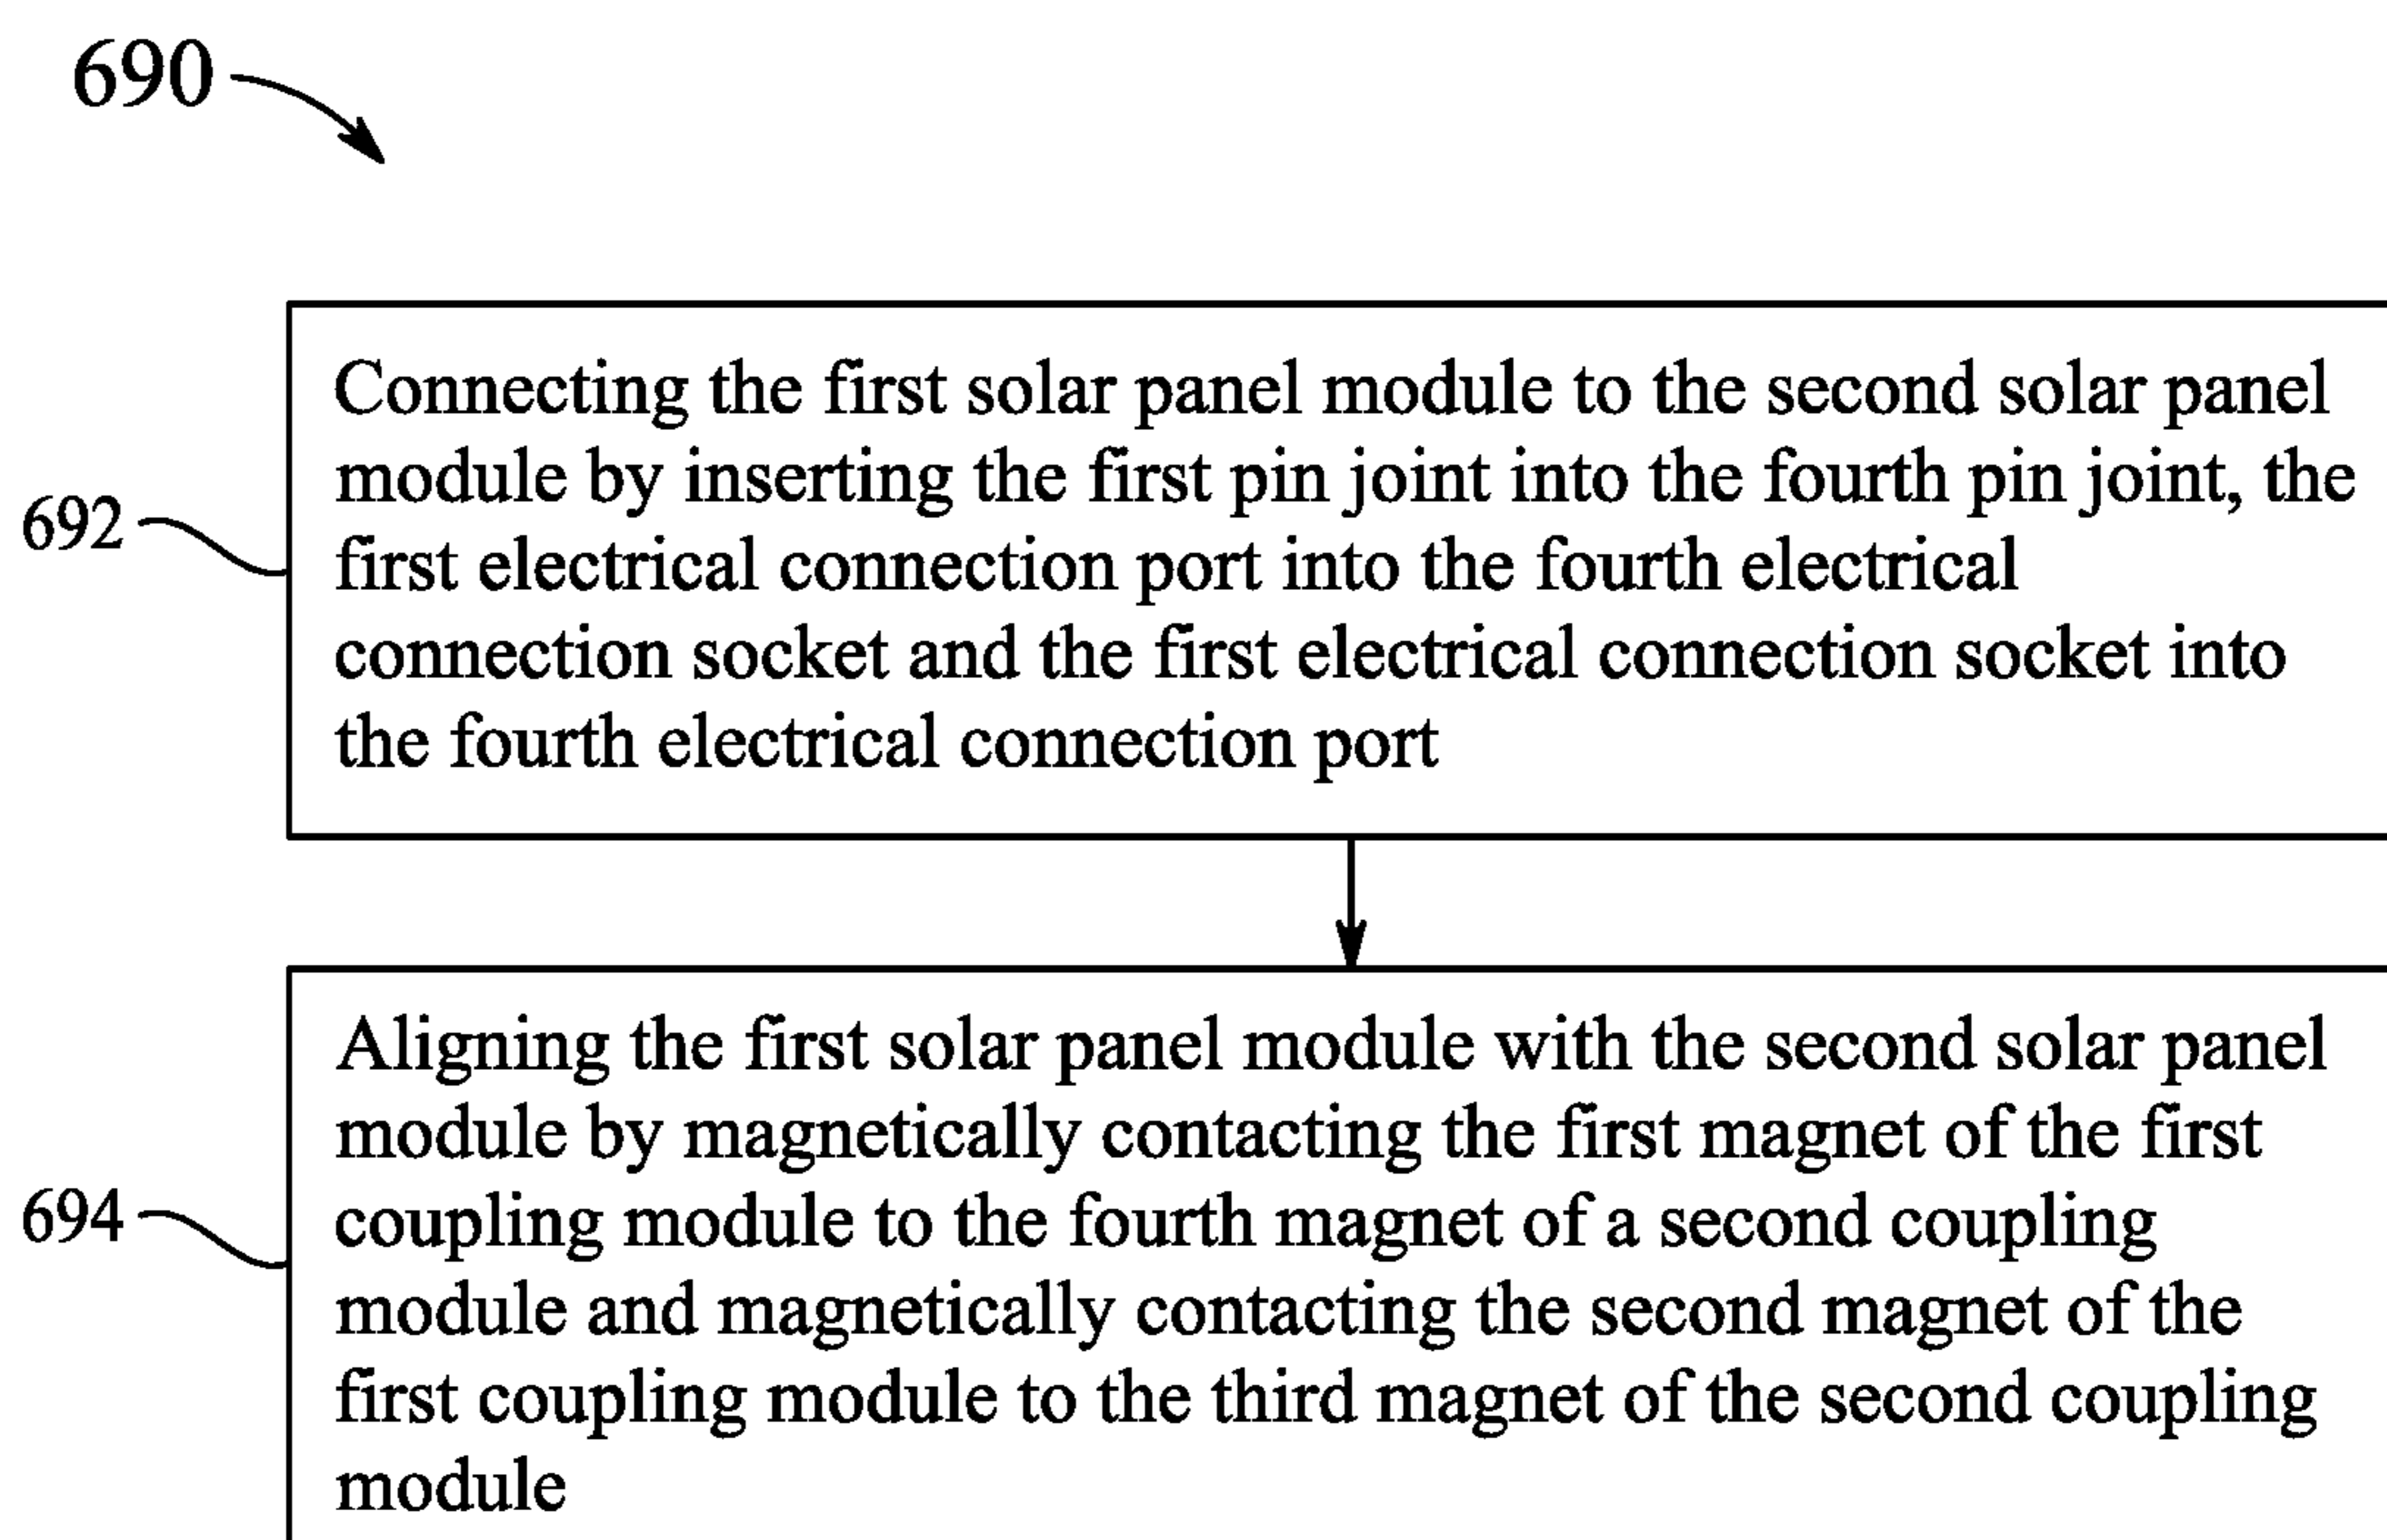 690
Connecting the first solar panel module to the second solar panel
module by inserting the first pin joint into the fourth pin joint, the
692
first electrical connection port into the fourth electrical
connection socket and the first electrical connection socket into
the fourth electrical connection port
Aligning the first solar panel module with the second solar panel
module by magnetically contacting the first magnet of the first
694
coupling module to the fourth magnet of a second coupling
module and magnetically contacting the second magnet of the
first coupling module to the third magnet of the second coupling
module